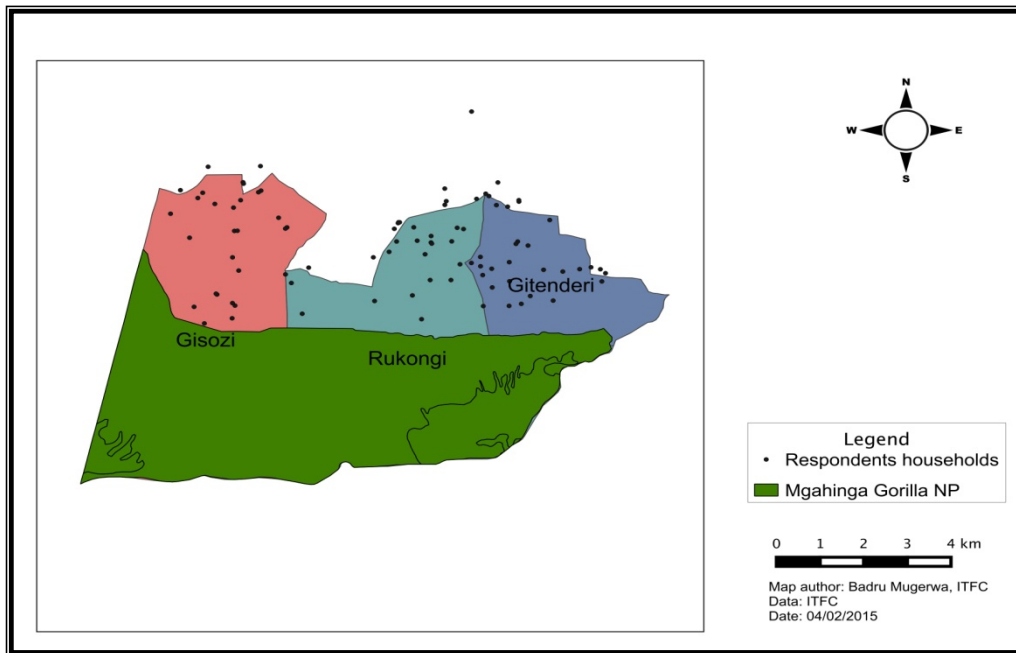 N
W E
S
Gitenderi
Gisozi
Rukongi
Legend
Respondents households
Mgahinga Gorilla NP
0 1 2 3 4 km
Map author: Badru Mugerwa, ITFC
Data: ITFC
Date: 04/02/2015